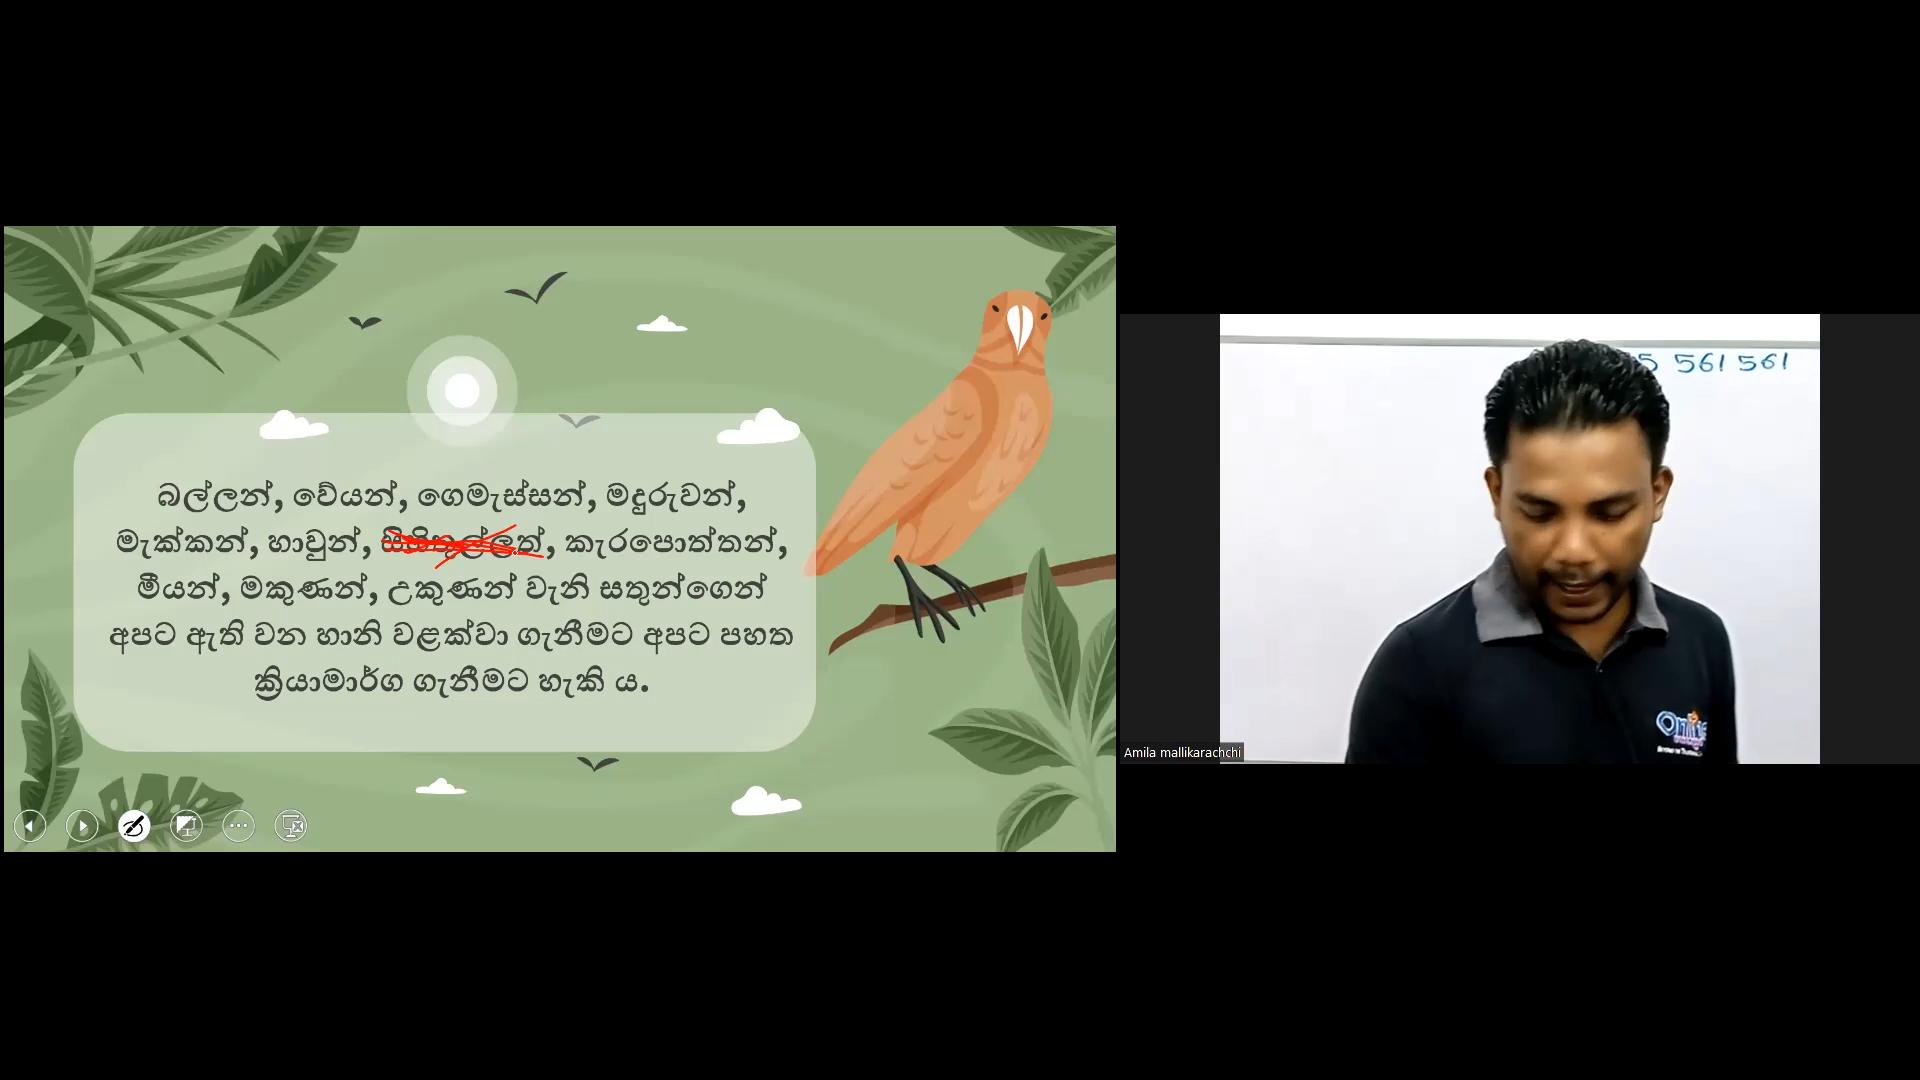 බල්ලන්, වේයන්, ගෙමැස්සන්, මදුරුවන්,
මැක්කන්, හාවුන්, කැරපොත්තන්,
මීයන්, මකුණන්, උකුණන් වැනි සතුන්ගෙන්
අපට ඇති වන හානි වළක්වා ගැනීමට අපට පහත
ක්‍රියාමාර්ග ගැනීමට හැකි ය.
5 561 561
Amila mallikarachchi